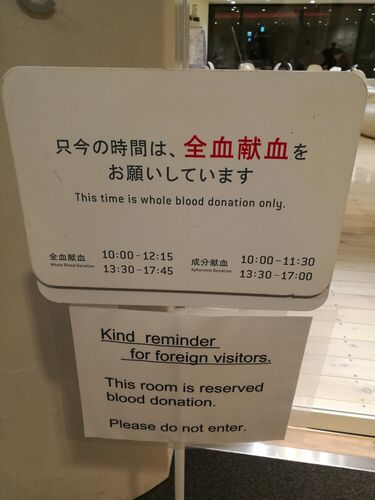 只今の時間は、全血献血を
お願いしています
This time is whole blood donation only.
全血献血 10:00-12:15
Whole Blood Donation 13:30-17:45
成分献血 10:00-11:30
Apheresis Donation 13:30-17:00
Kind reminder
for foreign visitors.
This room is reserved
blood donation.
Please do not enter.